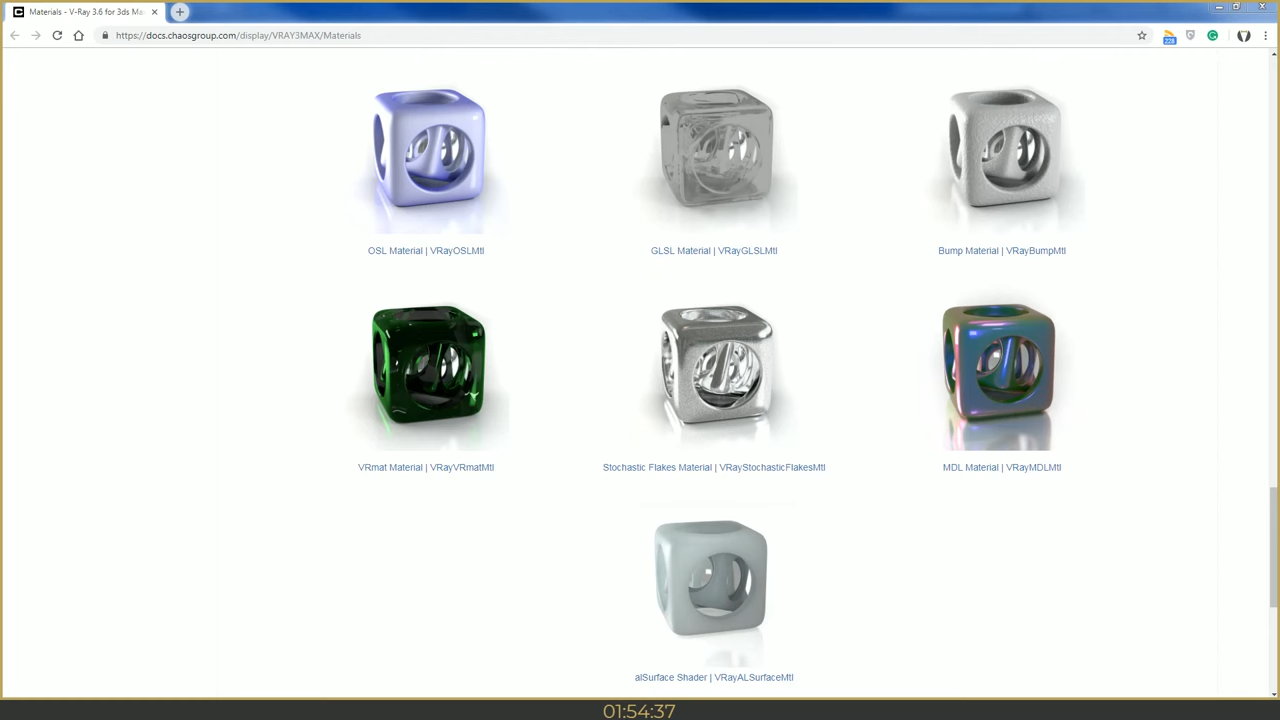 Materials - V-Ray 3.6 for 3ds Ma
https://docs.chaosgroup.com/display/VRAY3MAX/Materials
228
OSL Material | VRayOSLMtl
GLSL Material | VRayGLSLMtl
Bump Material | VRayBumpMtl
VRmat Material | VRayVRmatMtl
Stochastic Flakes Material | VRayStochasticFlakesMtl
MDL Material | VRayMDLMtl
alSurface Shader | VRayALSurfaceMtl
01:54:37